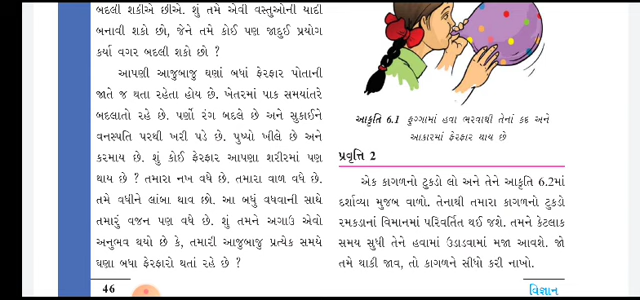 બદલી શકીએ છીએ. શું તમે એવી વસ્તુઓની યાદી
બનાવી શકો છો, જેને તમે કોઈ પણ જાદુઈ પ્રયોગ
કર્યા વગર બદલી શકો છો ?
આપણી આજુબાજુ ઘણાં બધાં ફેરફાર પોતાની
જાતે જ થતા રહેતા હોય છે. ખેતરમાં પાક સમયાંતરે
બદલાતો રહે છે. પર્ણો રંગ બદલે છે અને સુકાઈને
વનસ્પતિ પરથી ખરી પડે છે. પુષ્પો ખીલે છે અને
કરમાય છે. શું કોઈ ફેરફાર આપણા શરીરમાં પણ
થાય છે ? તમારા નખ વધે છે. તમારા વાળ વધે છે.
તમે વધીને લાંબા થાવ છો. આ બધું વધવાની સાથે
તમારું વજન પણ વધે છે. શું તમને અગાઉ એવો
અનુભવ થયો છે કે, તમારી આજુબાજુ પ્રત્યેક સમયે
ઘણા બધા ફેરફારો થતાં રહે છે ?
46
આકૃતિ 6.1 ફુગ્ગામાં હવા ભરવાથી તેનાં કદ અને
આકારમાં ફેરફાર થાય છે
પ્રવૃત્તિ 2
એક કાગળનો ટુકડો લો અને તેને આકૃતિ 6.2માં
દર્શાવ્યા મુજબ વાળો. તેનાથી તમારા કાગળનો ટુકડો
રમકડાનાં વિમાનમાં પરિવર્તિત થઈ જશે. તમને કેટલાક
સમય સુધી તેને હવામાં ઉડાડવામાં મજા આવશે. જો
તમે થાકી જાવ, તો કાગળને સીધો કરી નાખો.
વિજ્ઞાન